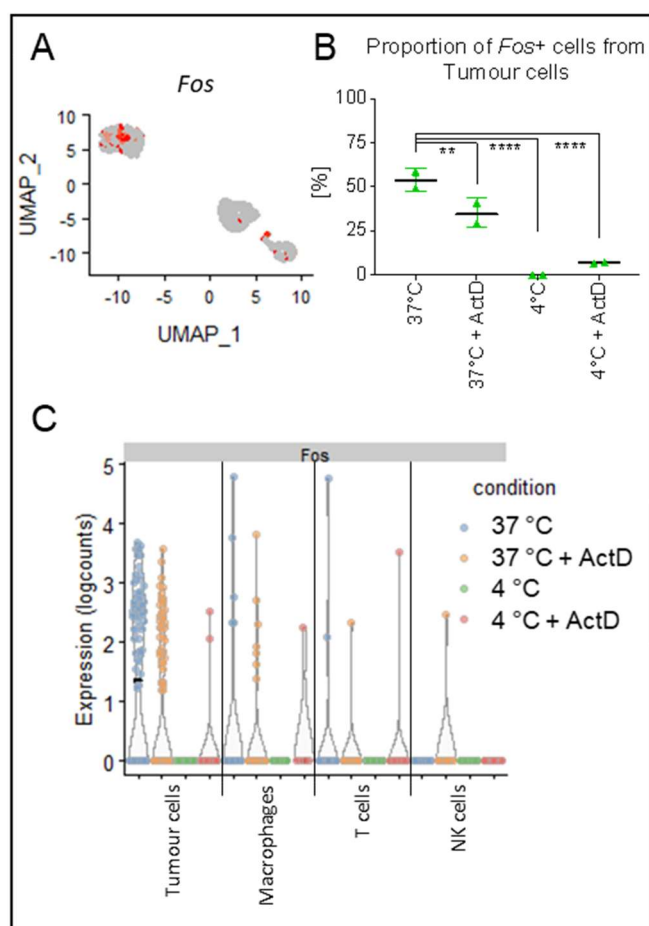 A
Fos
10
5
0
-5
-10
UMAP_2
-10 -5 0 5 10
UMAP_1
B
Proportion of Fos+ cells from
Tumour cells
100
75
50
25
0
[%]
** **** ****
37°C
37°C + ActD
4°C
4°C + ActD
C
Fos
5
4
3
2
1
0
Expression (logcounts)
Tumour cells
Macrophages
T cells
NK cells
condition
37 °C
37 °C + ActD
4 °C
4 °C + ActD